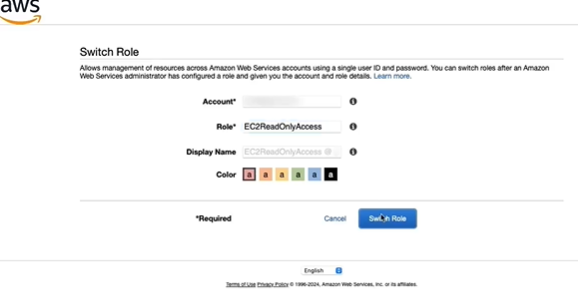 aws
Switch Role
Allows management of resources across Amazon Web Services accounts using a single user ID and password. You can switch roles after an Amazon
Web Services administrator has configured a role and given you the account and role details. Learn more.
Account*
Role* EC2ReadOnlyAccess
Display Name EC2ReadOnlyAccess @
Color a a a a a a
*Required Cancel Switch Role
English
Terms of Use Privacy Policy © 1996-2024, Amazon Web Services, Inc. or its affiliates.